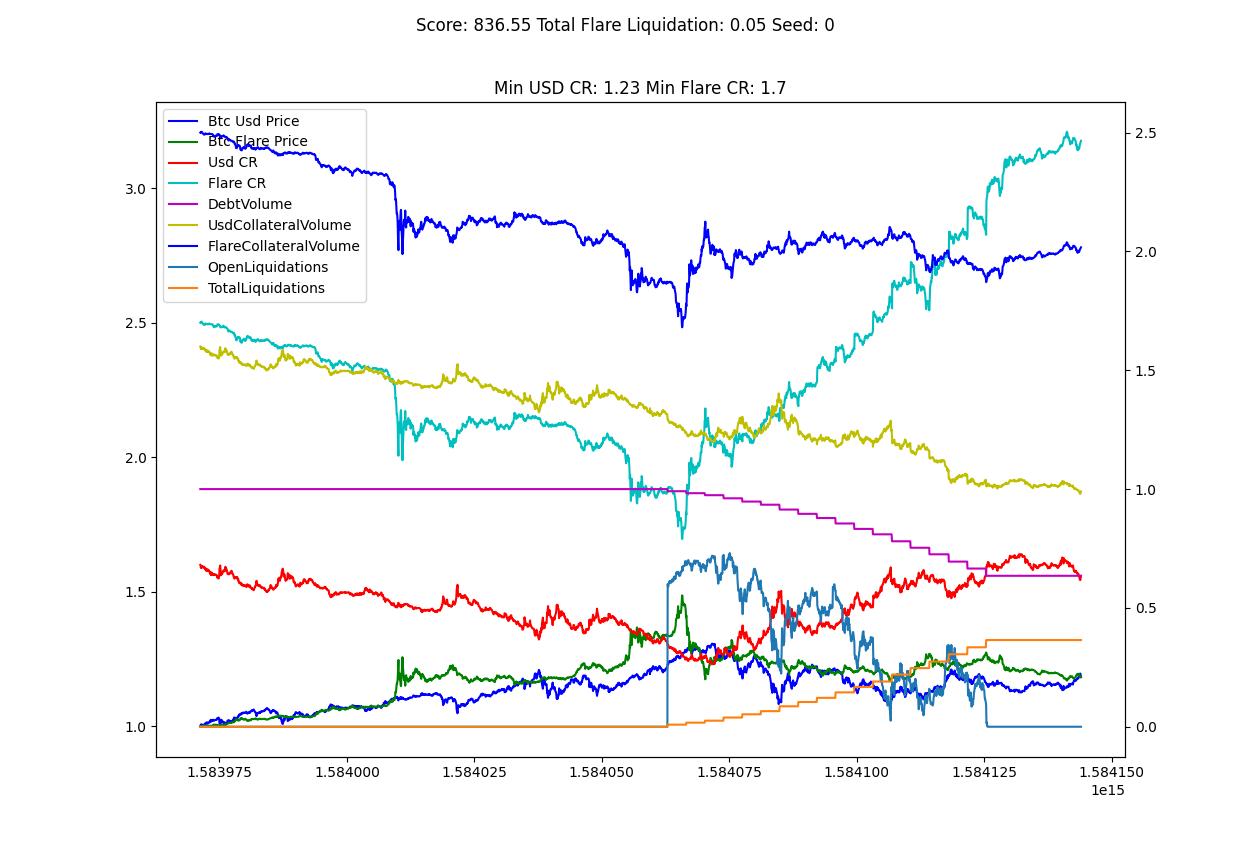 Score: 836.55 Total Flare Liquidation: 0.05 Seed: 0
Min USD CR: 1.23 Min Flare CR: 1.7
Btc Usd Price
Btc Flare Price
Usd CR
Flare CR
DebtVolume
UsdCollateralVolume
FlareCollateralVolume
OpenLiquidations
TotalLiquidations
3.0
2.5
2.0
1.5
1.0
2.5
2.0
1.5
1.0
0.5
0.0
1.583975
1.584000
1.584025
1.584050
1.584075
1.584100
1.584125
1.584150
1e15